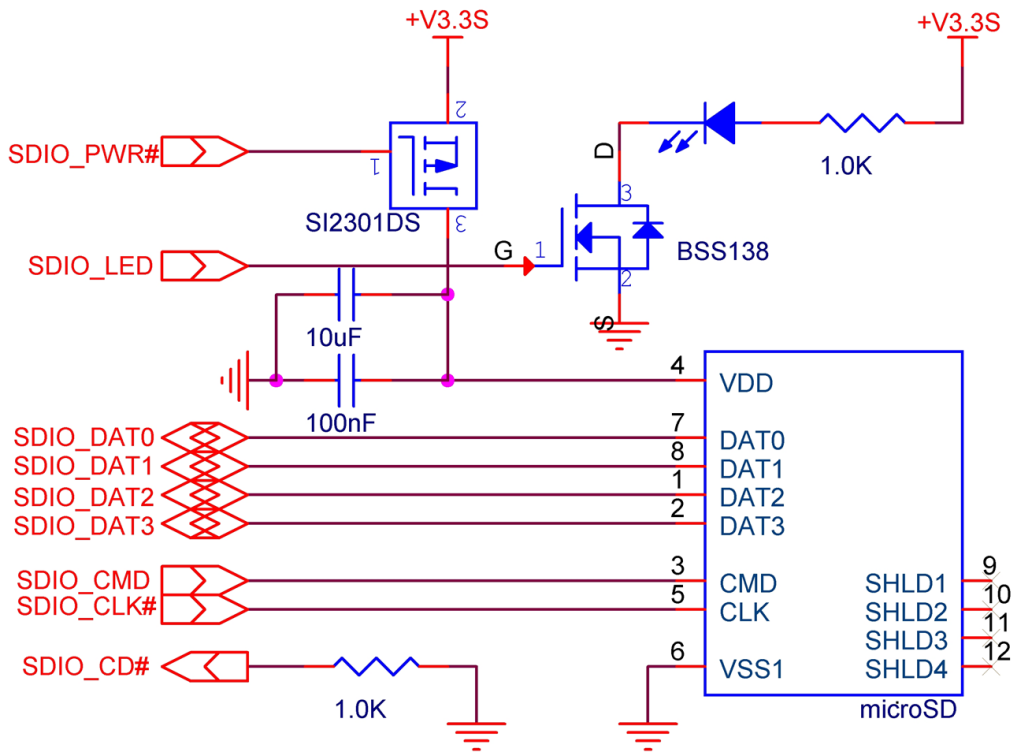 +V3.3S
+V3.3S
2
SDIO_PWR#
1
D
1.0K
3
SI2301DS
3
G
1
BSS138
SDIO_LED
2
S
10uF
4
VDD
100nF
SDIO_DAT0
7
DAT0
SDIO_DAT1
8
DAT1
SDIO_DAT2
1
DAT2
SDIO_DAT3
2
DAT3
SDIO_CMD
3
CMD
SHLD1
9
SDIO_CLK#
5
CLK
SHLD2
10
SHLD3
11
SDIO_CD#
6
VSS1
SHLD4
12
1.0K
microSD